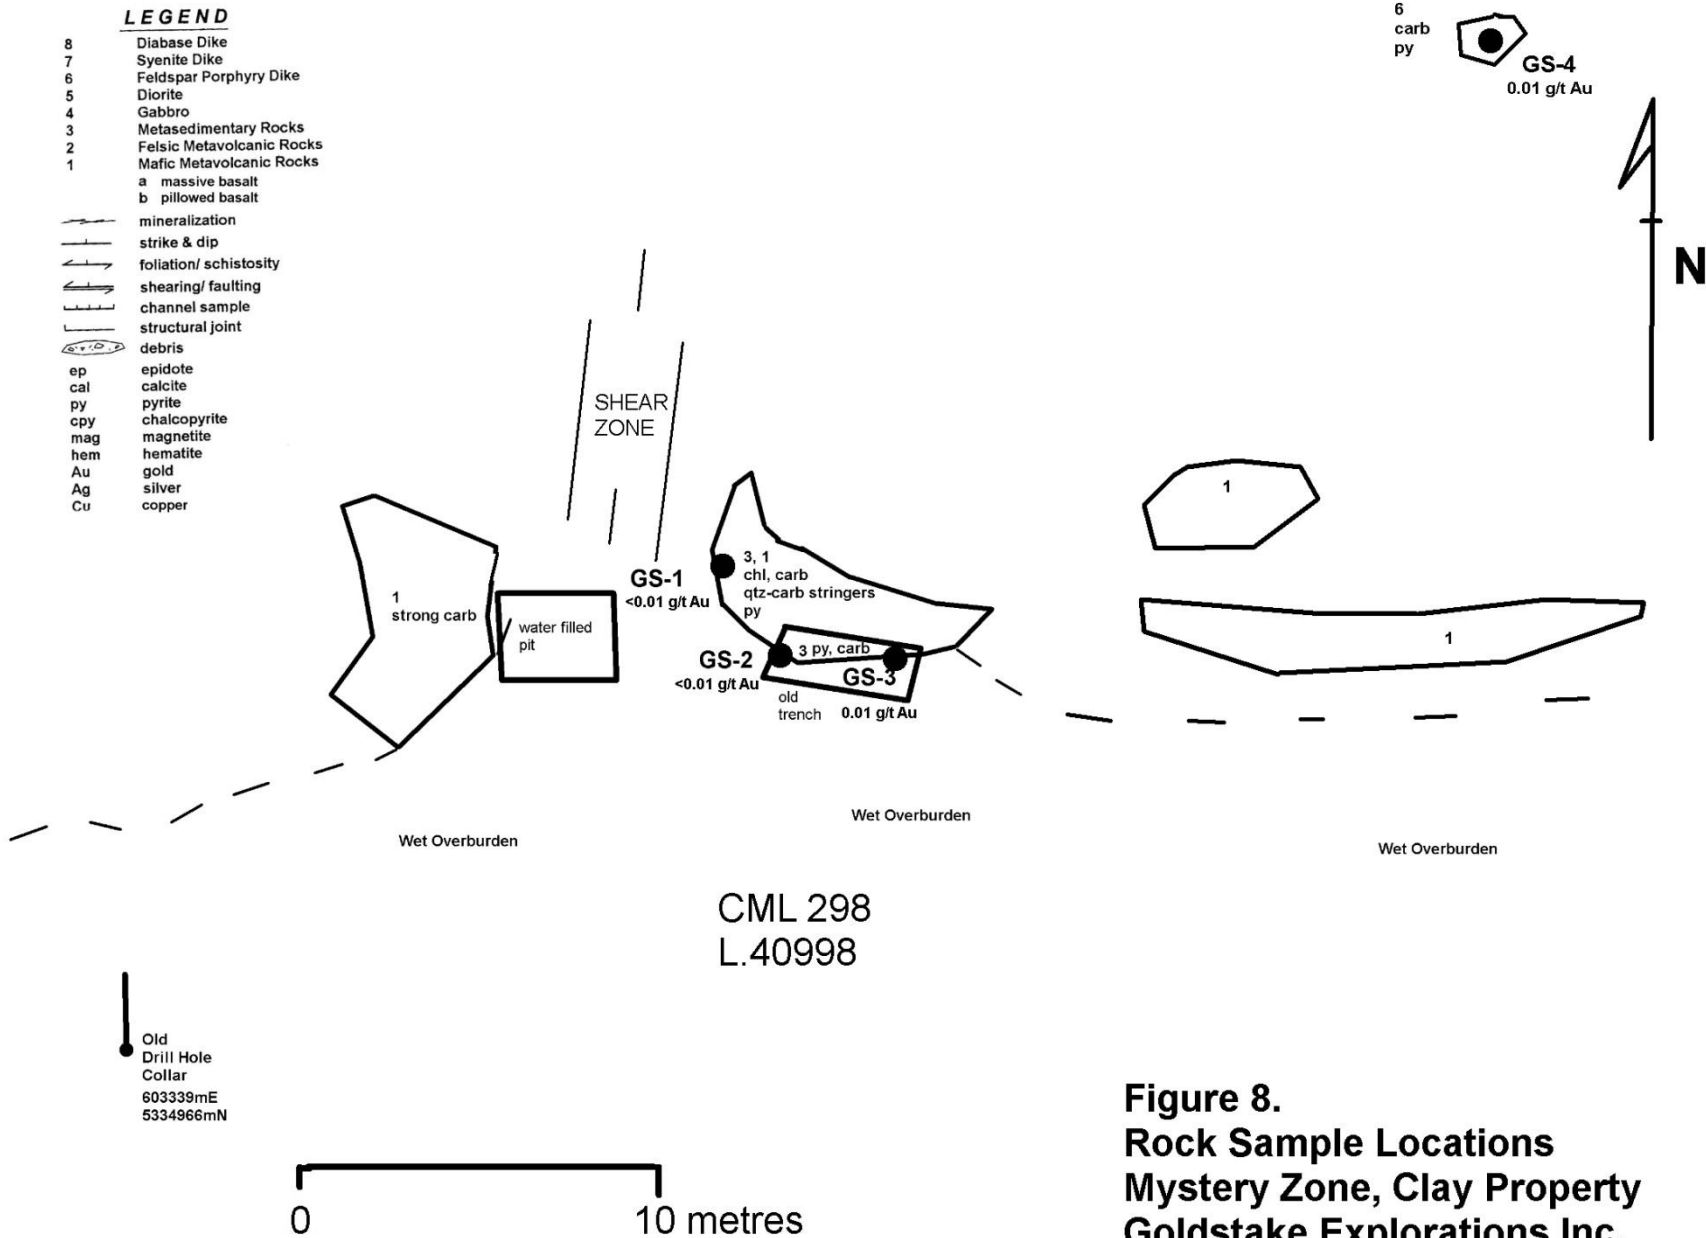 LEGEND
8 Diabase Dike
7 Syenite Dike
6 Feldspar Porphyry Dike
5 Diorite
4 Gabbro
3 Metasedimentary Rocks
2 Felsic Metavolcanic Rocks
1 Mafic Metavolcanic Rocks
a massive basalt
b pillowed basalt
mineralization
strike & dip
foliation/ schistosity
shearing/ faulting
channel sample
structural joint
debris
ep epidote
cal calcite
py pyrite
cpy chalcopyrite
mag magnetite
hem hematite
Au gold
Ag silver
Cu copper
6
carb
py
GS-4
0.01 g/t Au
N
SHEAR
ZONE
1
strong carb
water filled
pit
GS-1
<0.01 g/t Au
3, 1
chl, carb
qtz-carb stringers
py
GS-2
<0.01 g/t Au
3 py, carb
GS-3
old
trench
0.01 g/t Au
1
1
Wet Overburden
Wet Overburden
Wet Overburden
CML 298
L.40998
Old
Drill Hole
Collar
603339mE
5334966mN
0 10 metres
Figure 8.
Rock Sample Locations
Mystery Zone, Clay Property
Goldstake Explorations Inc.